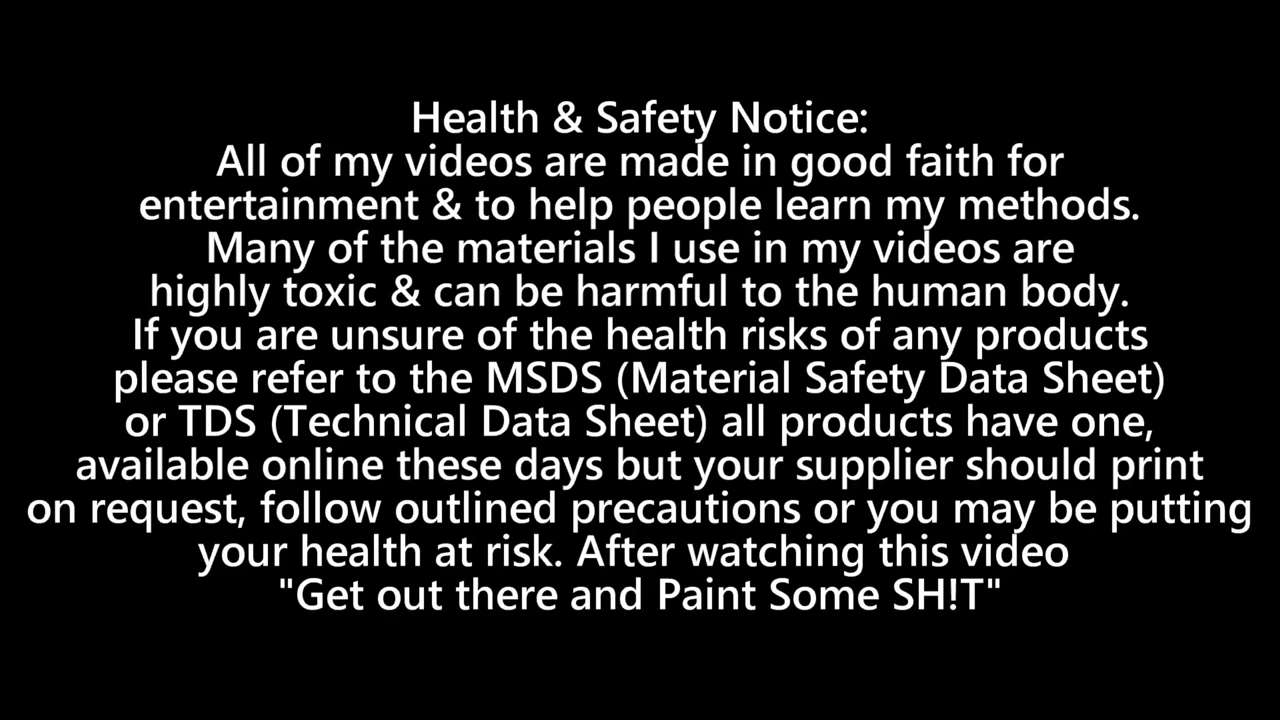 Health & Safety Notice:
All of my videos are made in good faith for
entertainment & to help people learn my methods.
Many of the materials I use in my videos are
highly toxic & can be harmful to the human body.
If you are unsure of the health risks of any products
please refer to the MSDS (Material Safety Data Sheet)
or TDS (Technical Data Sheet) all products have one,
available online these days but your supplier should print
on request, follow outlined precautions or you may be putting
your health at risk. After watching this video
"Get out there and Paint Some SH!T"